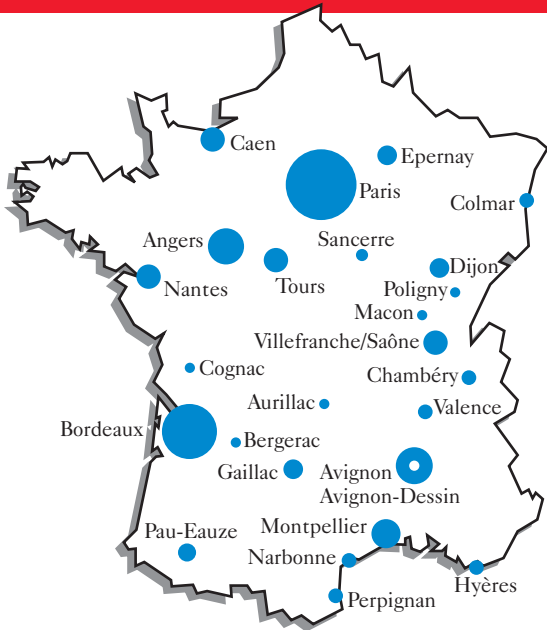 Caen
Epernay
Paris
Colmar
Angers
Sancerre
Dijon
Nantes
Tours
Poligny
Macon
Villefranche/Saône
Cognac
Chambéry
Aurillac
Valence
Bordeaux
Bergerac
Gaillac
Avignon
Avignon-Dessin
Pau-Eauze
Montpellier
Narbonne
Hyères
Perpignan